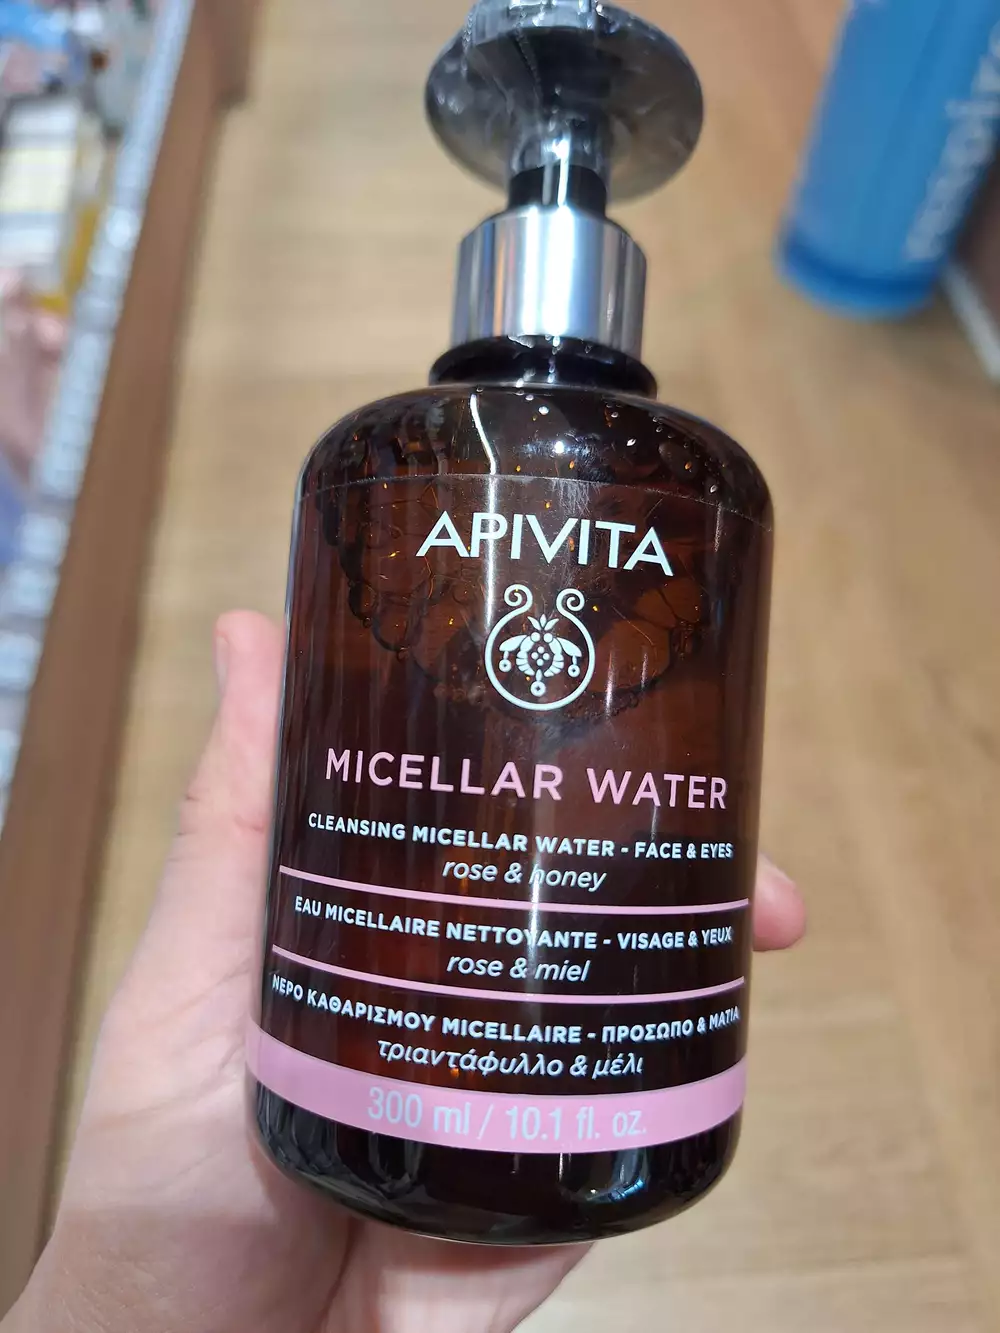 APIVITA
MICELLAR WATER
CLEANSING MICELLAR WATER - FACE & EYES
rose & honey
EAU MICELLAIRE NETTOYANTE - VISAGE & YEUX
rose & miel
ΝΕΡΟ ΚΑΘΑΡΙΣΜΟΥ MICELLAIRE - ΠΡΟΣΩΠΟ & ΜΑΤΙΑ
τριαντάφυλλο & μέλι
300 ml / 10.1 fl. oz.